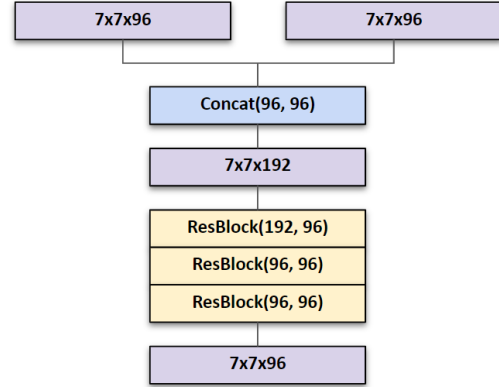 7x7x96
7x7x96
Concat(96, 96)
7x7x192
ResBlock(192, 96)
ResBlock(96, 96)
ResBlock(96, 96)
7x7x96